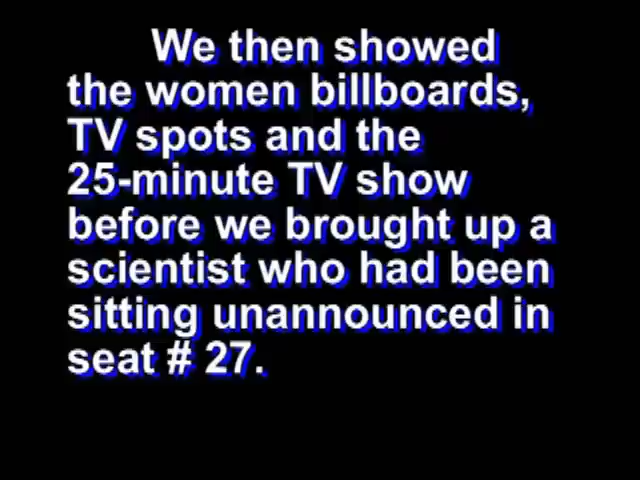 We then showed
the women billboards,
TV spots and the
25-minute TV show
before we brought up a
scientist who had been
sitting unannounced in
seat # 27.